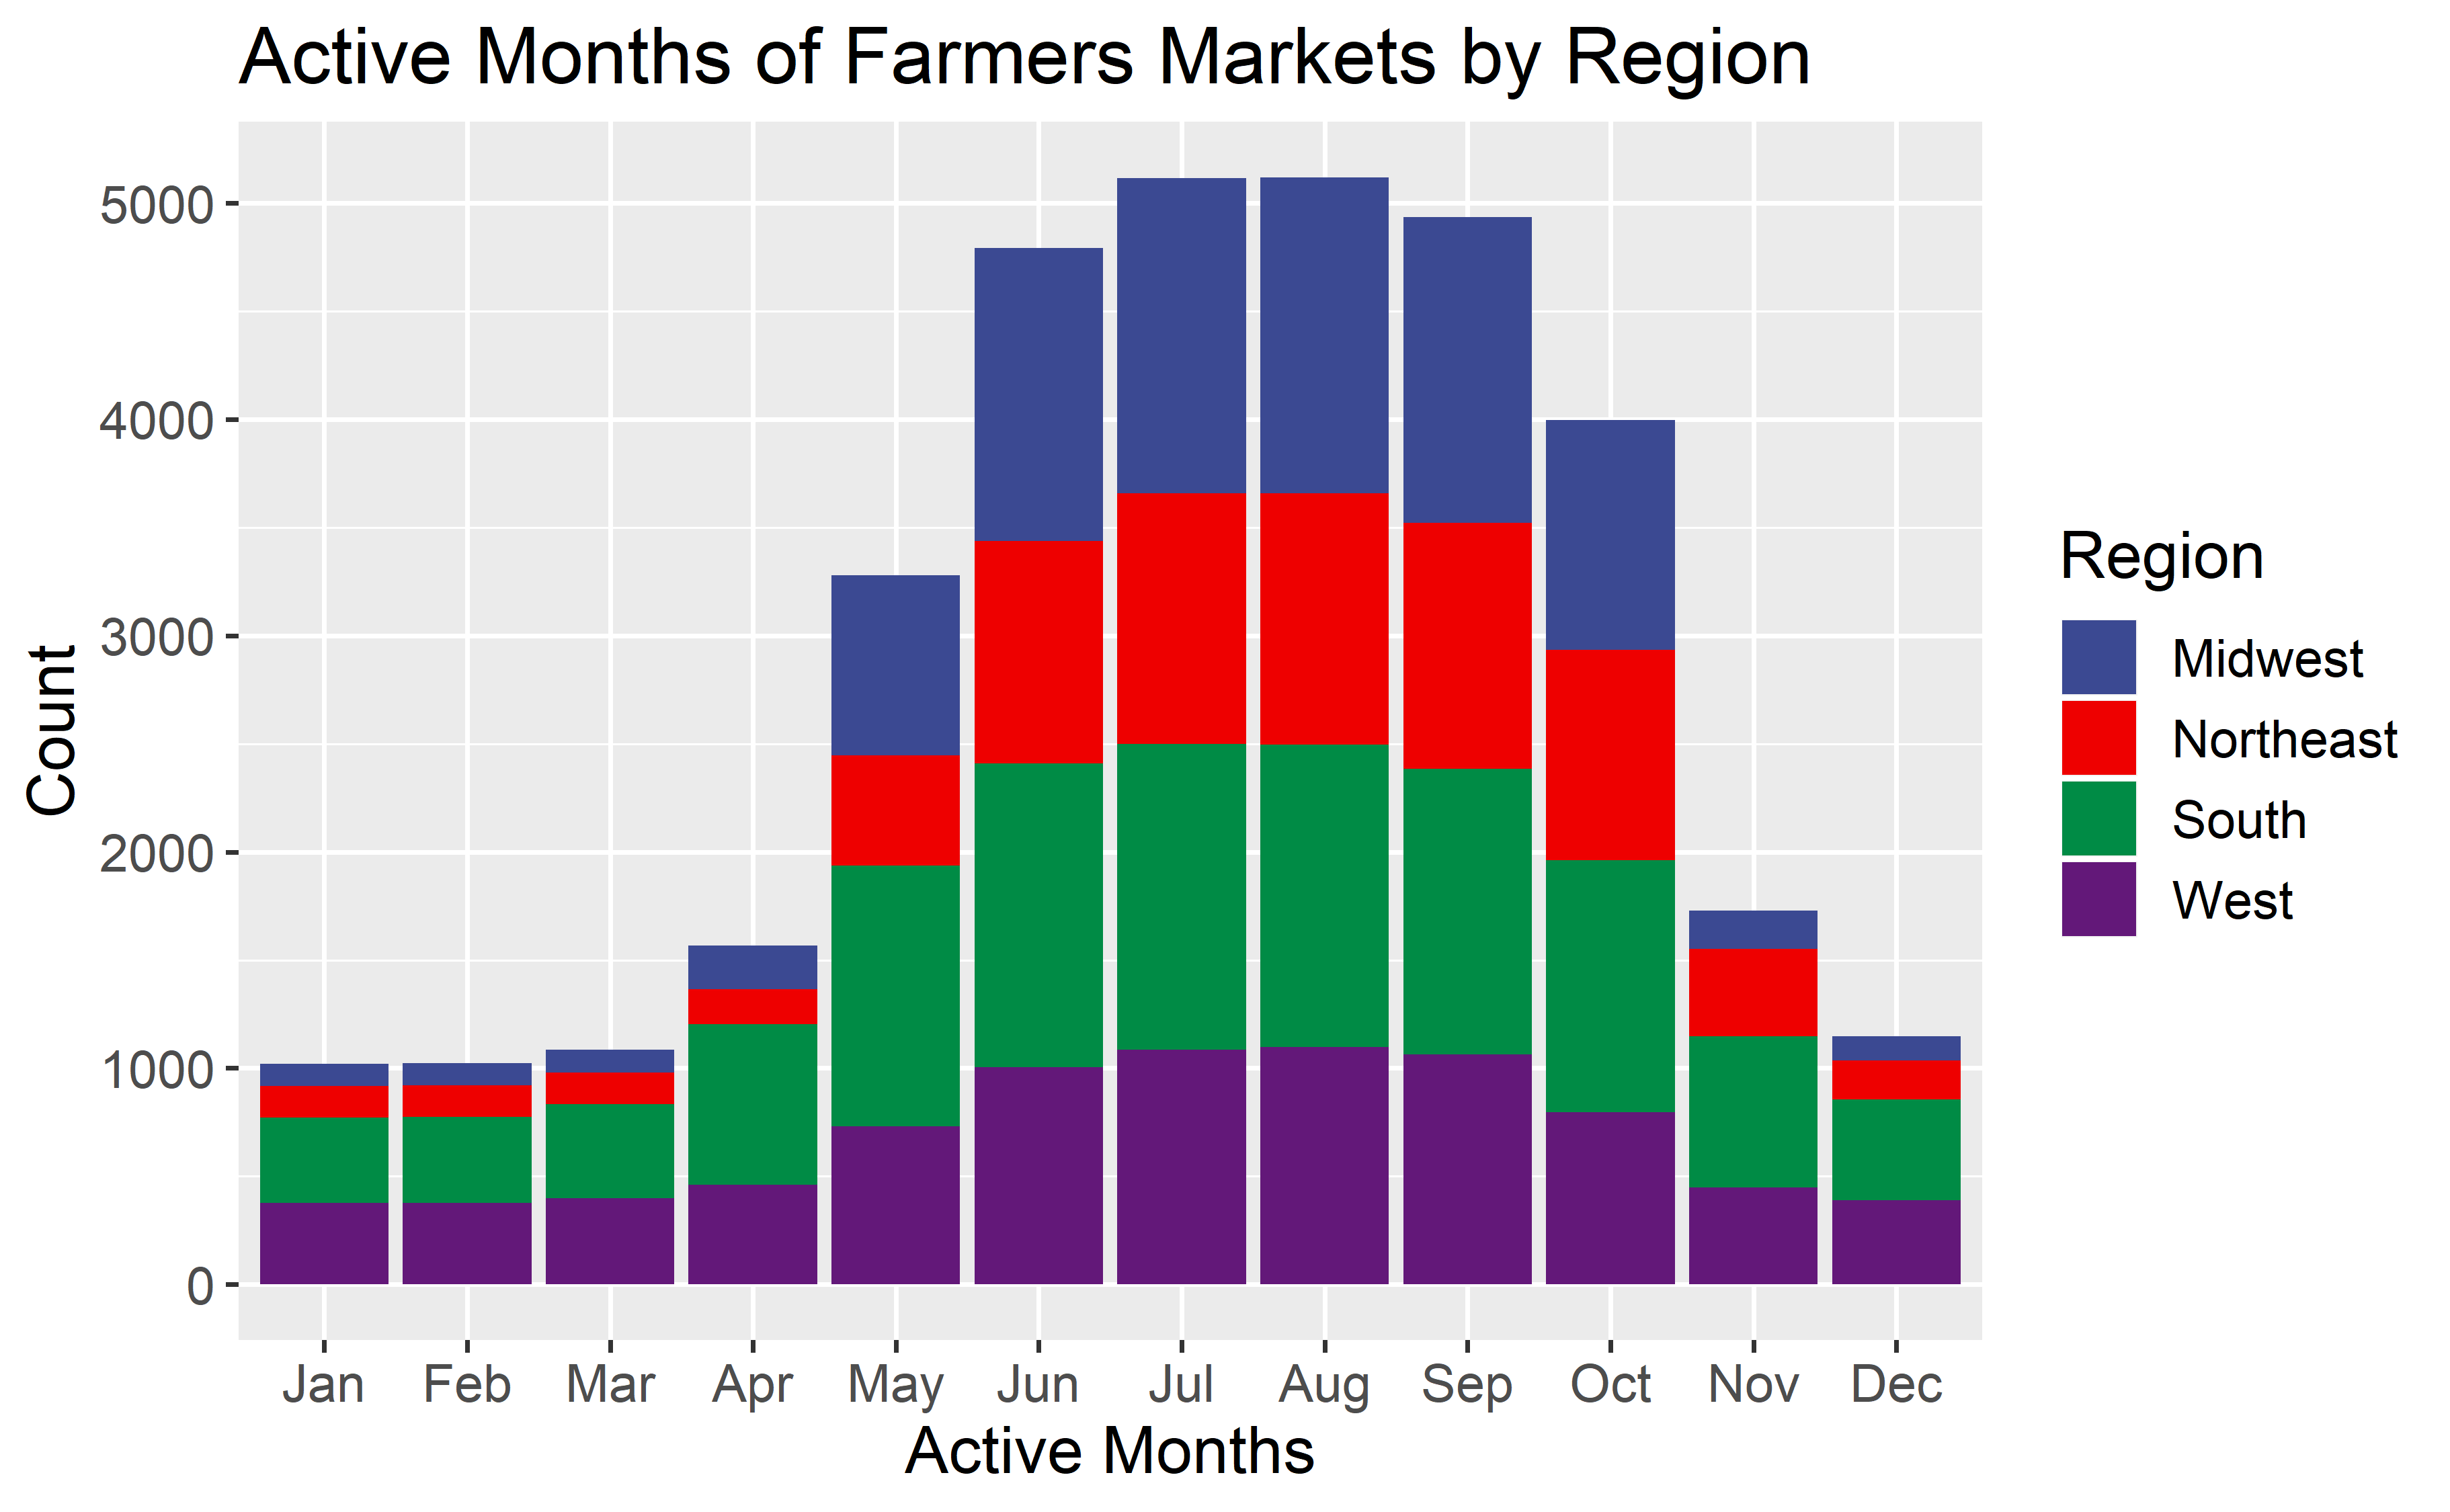 Active Months of Farmers Markets by Region
Count
5000
4000
3000
2000
1000
0
Jan Feb Mar Apr May Jun Jul Aug Sep Oct Nov Dec
Active Months
Region
Midwest
Northeast
South
West